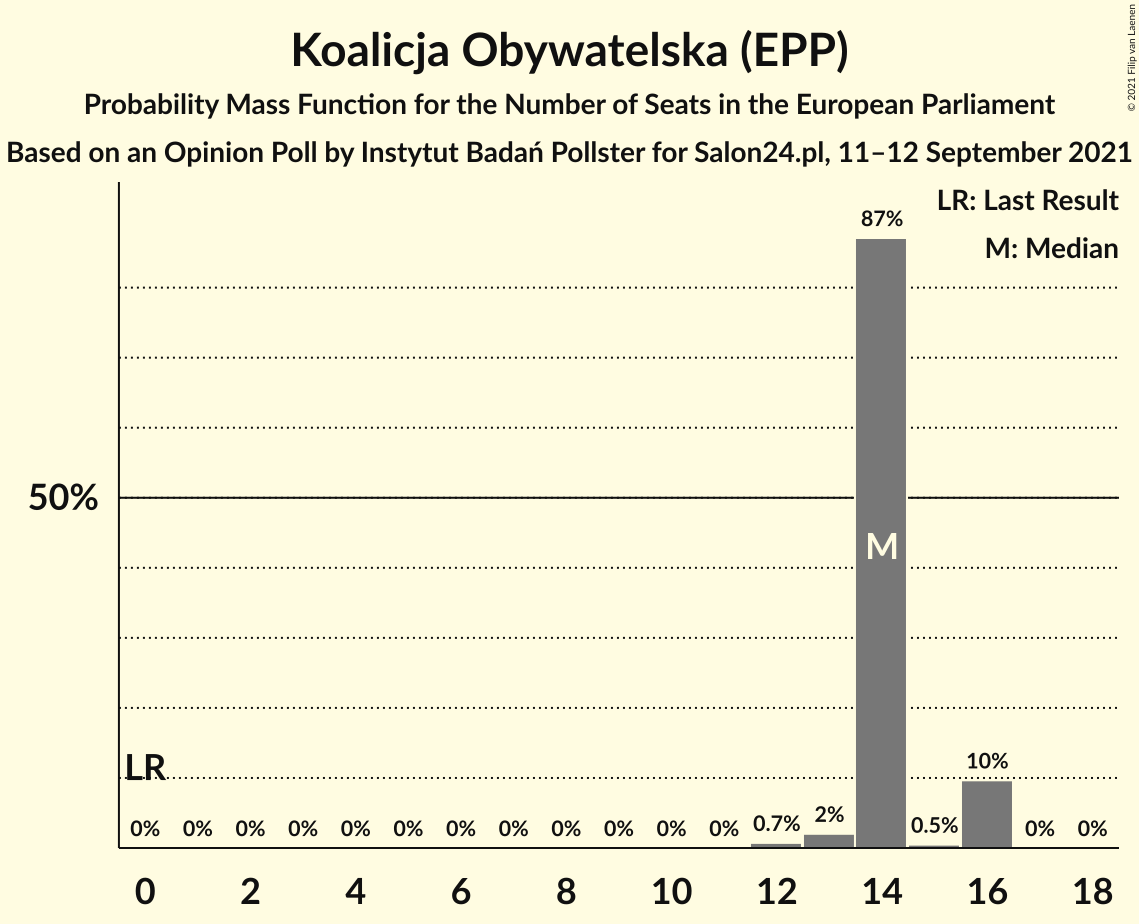 Koalicja Obywatelska (EPP)
Probability Mass Function for the Number of Seats in the European Parliament
Based on an Opinion Poll by Instytut Badań Pollster for Salon24.pl, 11–12 September 2021
© 2021 Filip van Laenen
LR: Last Result
M: Median
87%
50%
M
LR
10%
0% 0% 0% 0% 0% 0% 0% 0% 0% 0% 0% 0% 0.7% 2% 0.5% 0% 0%
0 2 4 6 8 10 12 14 16 18